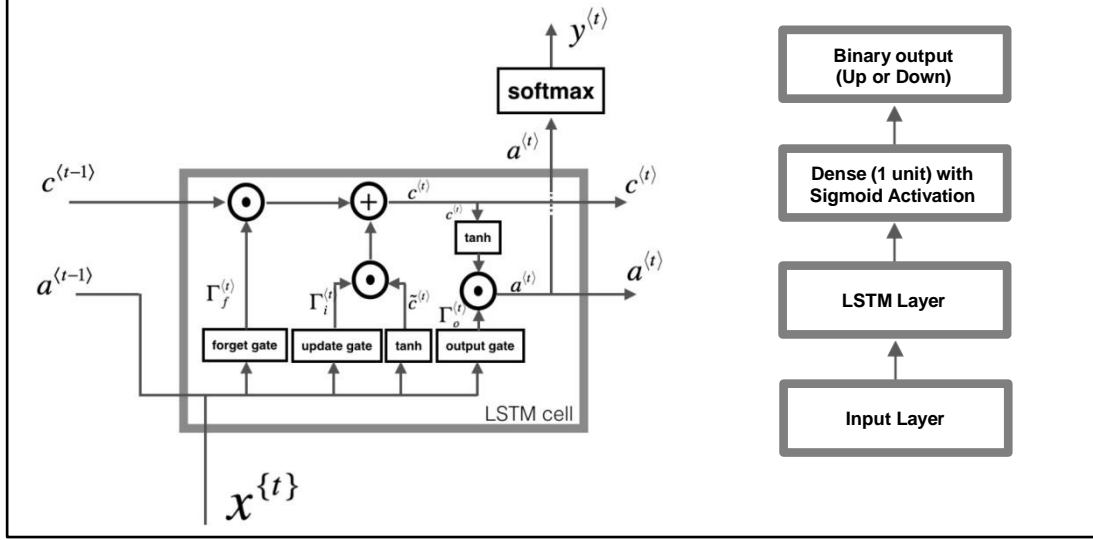 y⟨t⟩
softmax
a⟨t⟩
c⟨t−1⟩
c⟨t⟩
c⟨t⟩
c⟨t⟩
tanh
a⟨t−1⟩
a⟨t⟩
a⟨t⟩
Γf⟨t⟩
Γi⟨t
c̃⟨t⟩
Γo⟨t⟩
forget gate
update gate
tanh
output gate
LSTM cell
x{t}
Binary output
(Up or Down)
Dense (1 unit) with
Sigmoid Activation
LSTM Layer
Input Layer